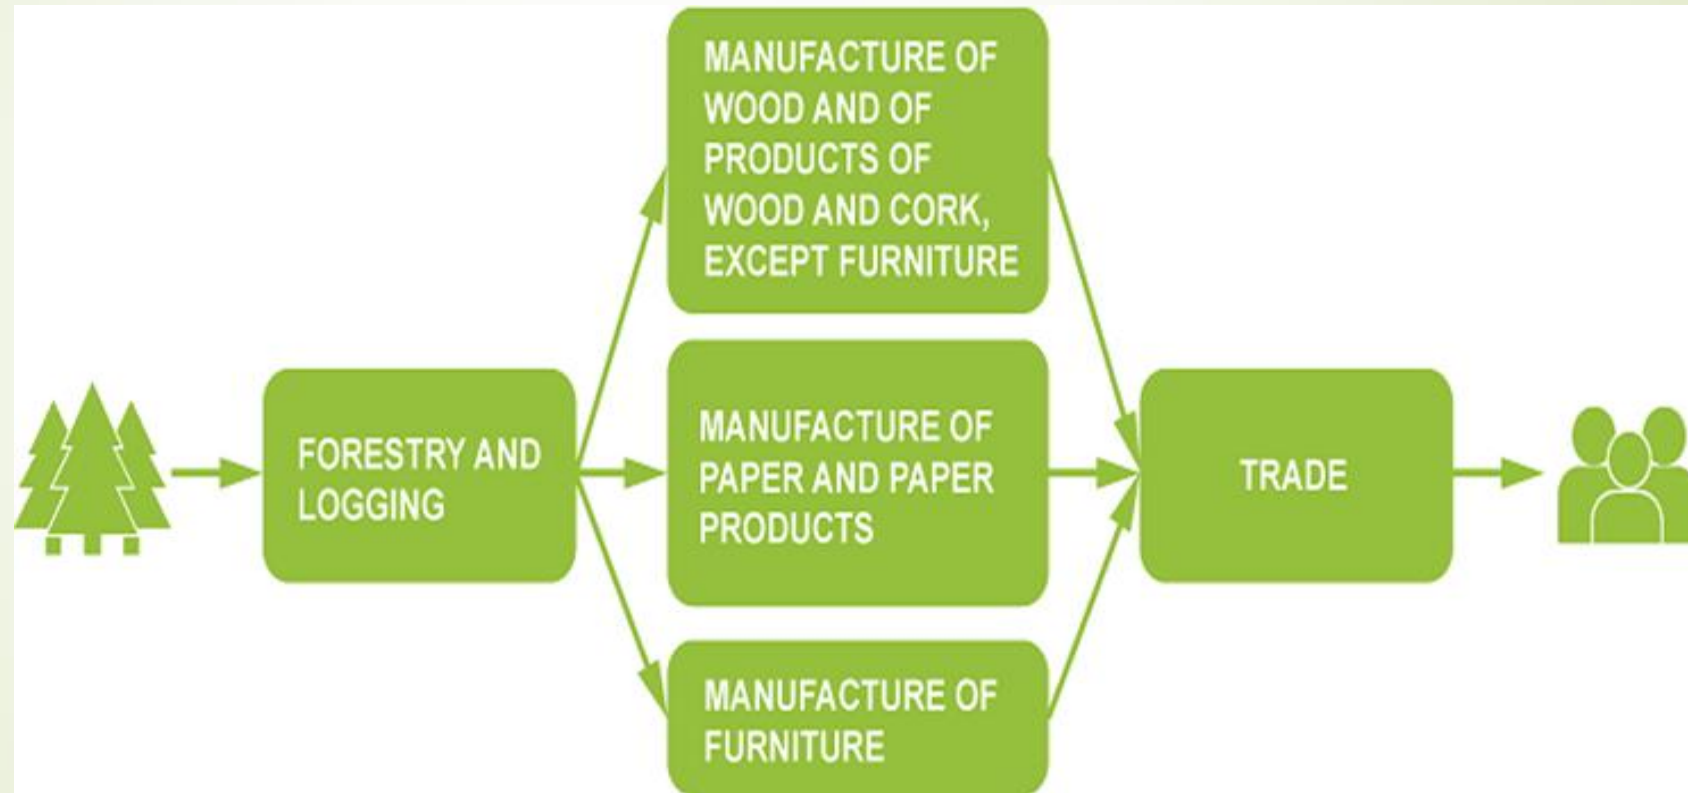 MANUFACTURE OF
WOOD AND OF
PRODUCTS OF
WOOD AND CORK,
EXCEPT FURNITURE
FORESTRY AND
LOGGING
MANUFACTURE OF
PAPER AND PAPER
PRODUCTS
TRADE
MANUFACTURE OF
FURNITURE